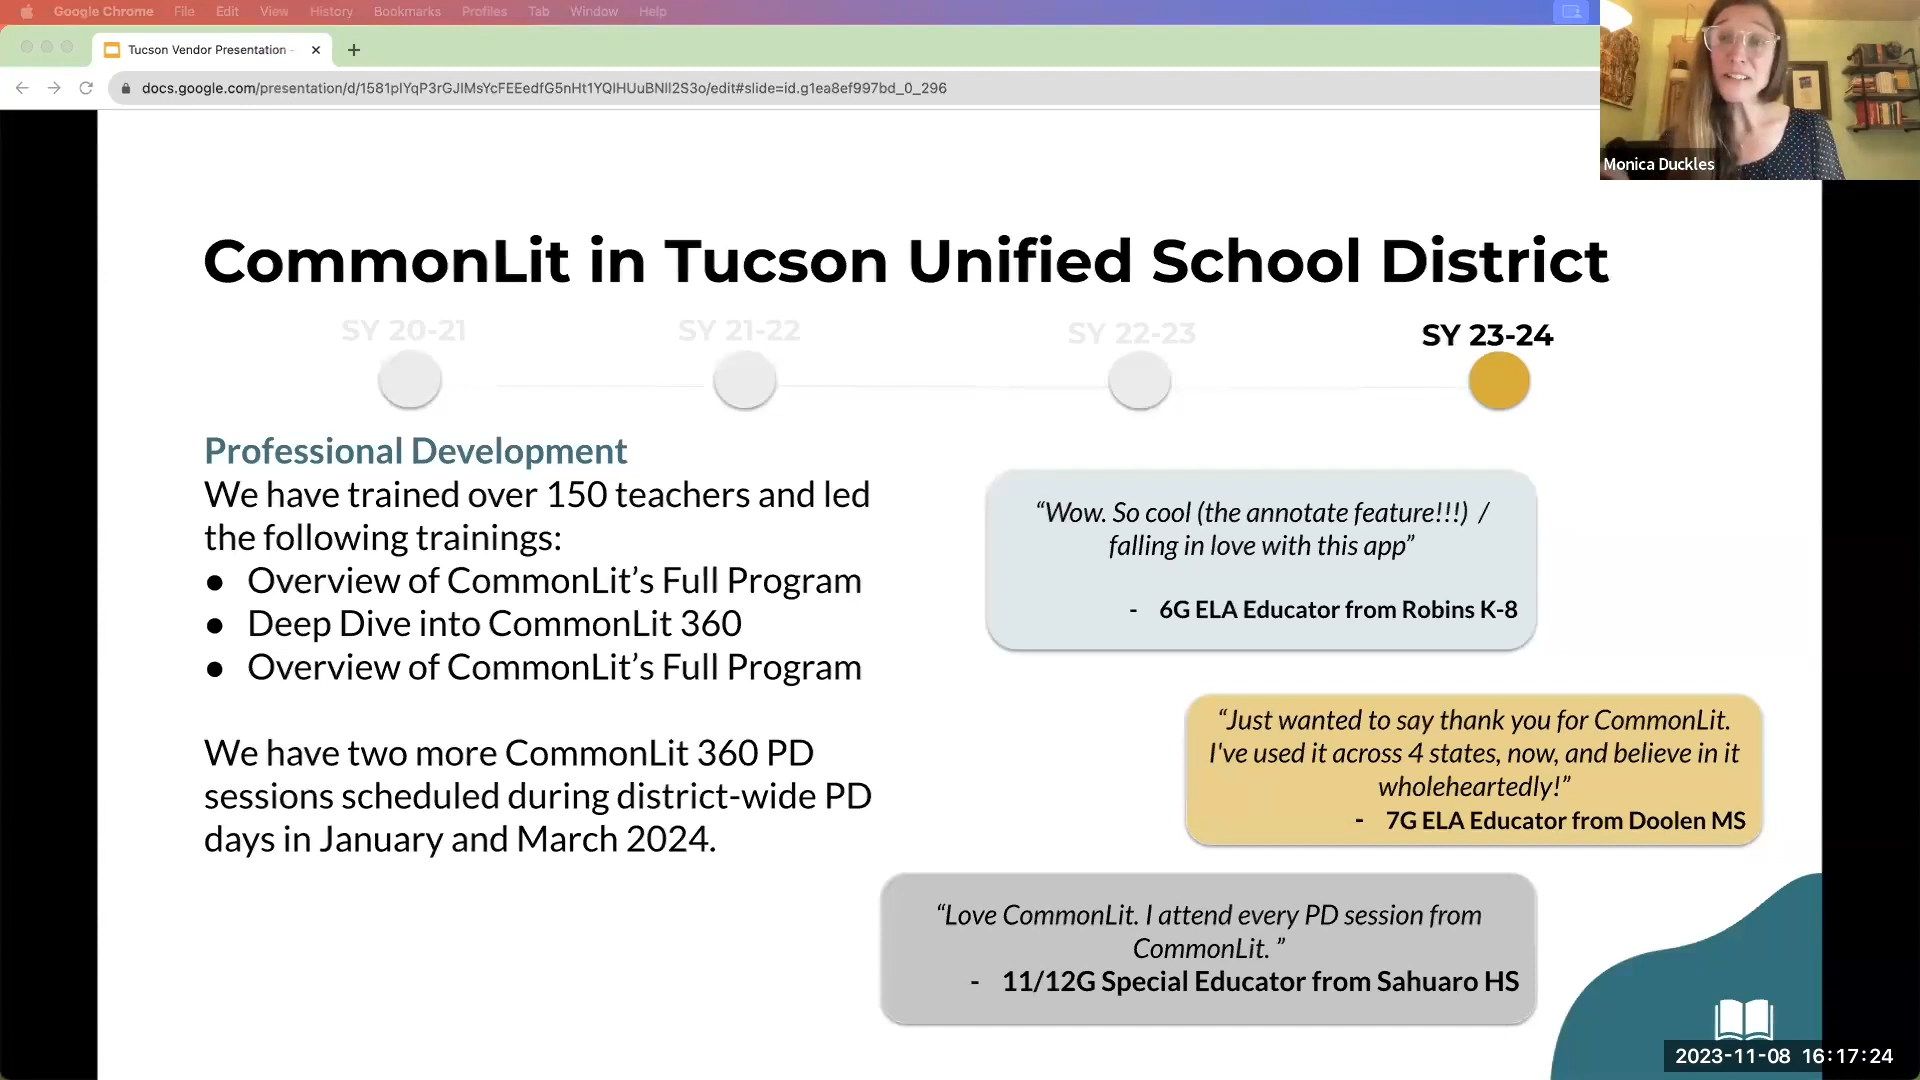 Google Chrome File Edit View History Bookmarks Profiles Tab Window Help
Tucson Vendor Presentation -
docs.google.com/presentation/d/1581pIYqP3rGJlMsYcFEEedfG5nHt1YQlHUuBNll2S3o/edit#slide=id.g1ea8ef997bd_0_296
Monica Duckles
CommonLit in Tucson Unified School District
SY 20-21
SY 21-22
SY 22-23
SY 23-24
Professional Development
We have trained over 150 teachers and led
the following trainings:
● Overview of CommonLit’s Full Program
● Deep Dive into CommonLit 360
● Overview of CommonLit’s Full Program
We have two more CommonLit 360 PD
sessions scheduled during district-wide PD
days in January and March 2024.
“Wow. So cool (the annotate feature!!!) /
falling in love with this app”
- 6G ELA Educator from Robins K-8
“Just wanted to say thank you for CommonLit.
I've used it across 4 states, now, and believe in it
wholeheartedly!”
- 7G ELA Educator from Doolen MS
“Love CommonLit. I attend every PD session from
CommonLit. ”
- 11/12G Special Educator from Sahuaro HS
2023-11-08 16:17:24